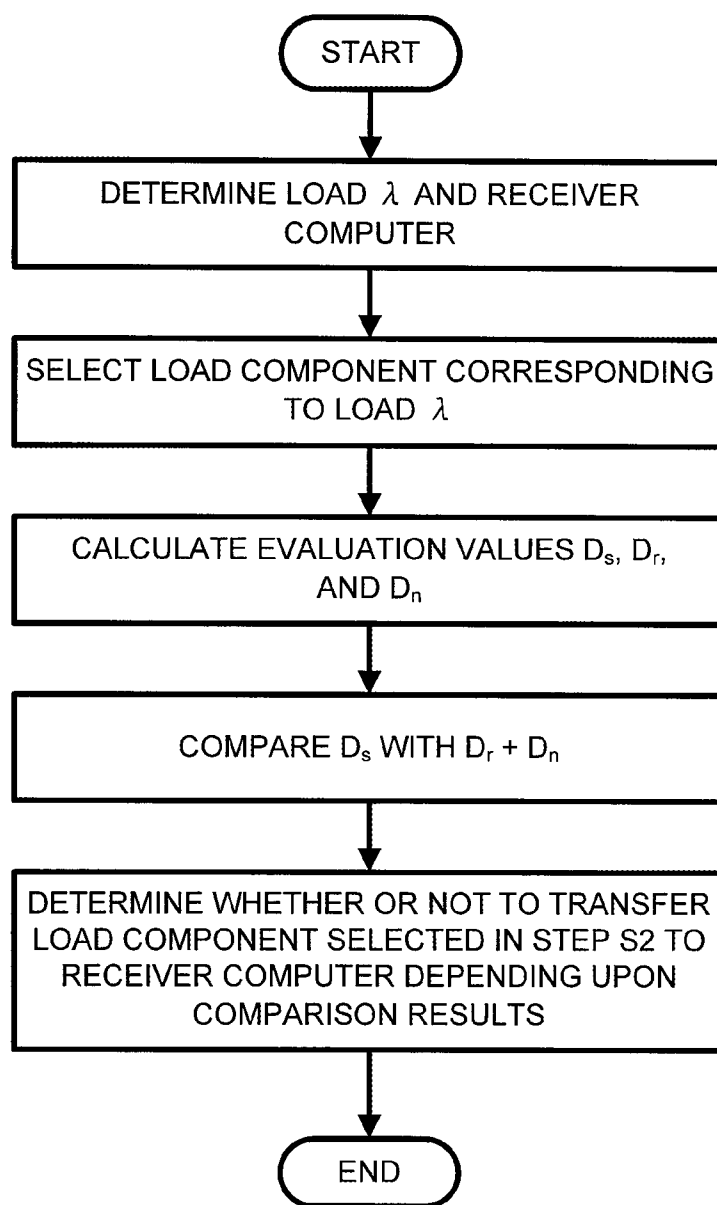 START
DETERMINE LOAD λ AND RECEIVER
COMPUTER
SELECT LOAD COMPONENT CORRESPONDING
TO LOAD λ
CALCULATE EVALUATION VALUES Dₛ, Dᵣ,
AND Dₙ
COMPARE Dₛ WITH Dᵣ + Dₙ
DETERMINE WHETHER OR NOT TO TRANSFER
LOAD COMPONENT SELECTED IN STEP S2 TO
RECEIVER COMPUTER DEPENDING UPON
COMPARISON RESULTS
END